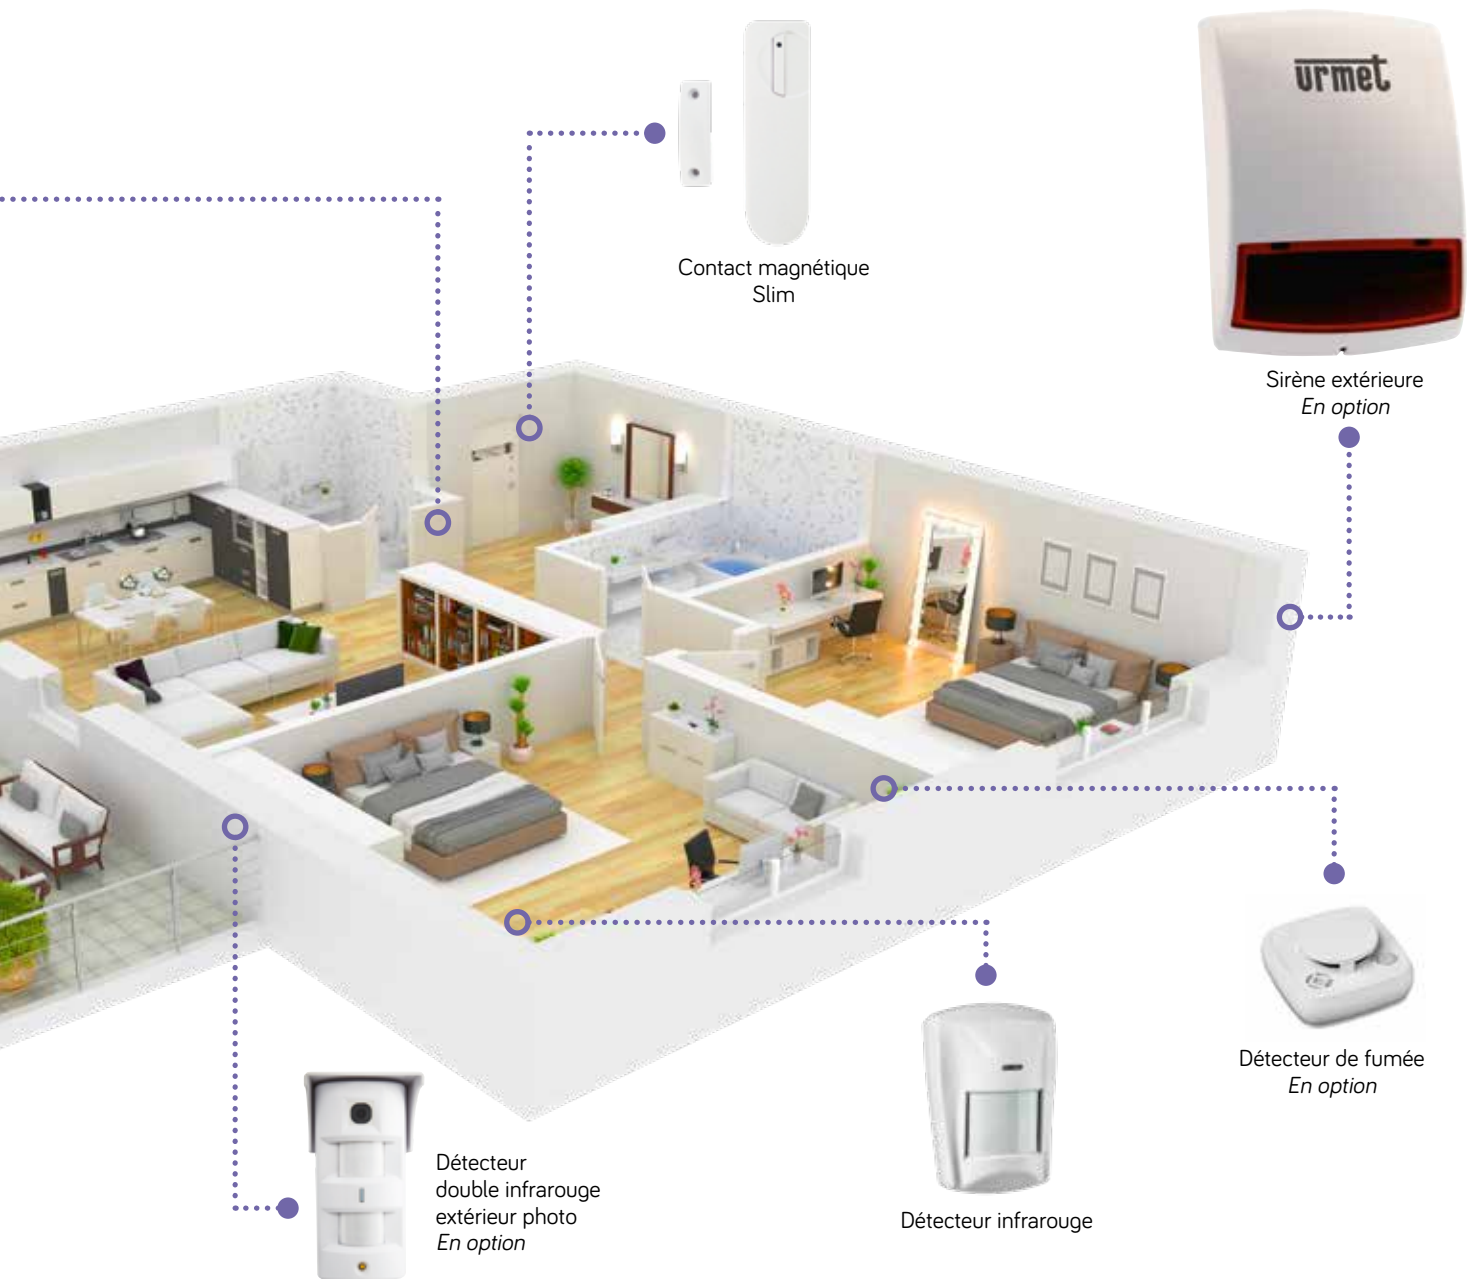 urmet
Contact magnétique
Slim
Sirène extérieure
En option
Détecteur de fumée
En option
Détecteur
double infrarouge
extérieur photo
En option
Détecteur infrarouge